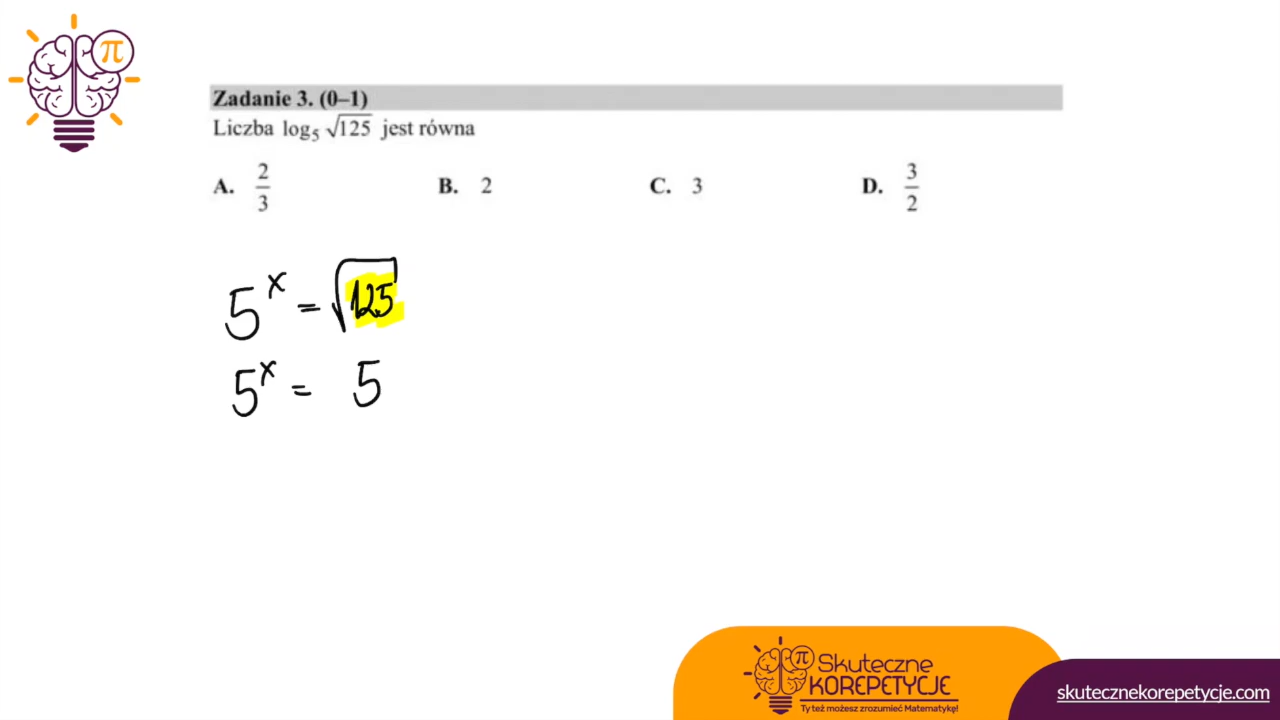 π
Zadanie 3. (0–1)
Liczba log₅ √125 jest równa
A. 2/3 B. 2 C. 3 D. 3/2
5ˣ = √125
5ˣ = 5
π
Skuteczne
KOREPETYCJE
Ty też możesz zrozumieć Matematykę!
skutecznekorepetycje.com